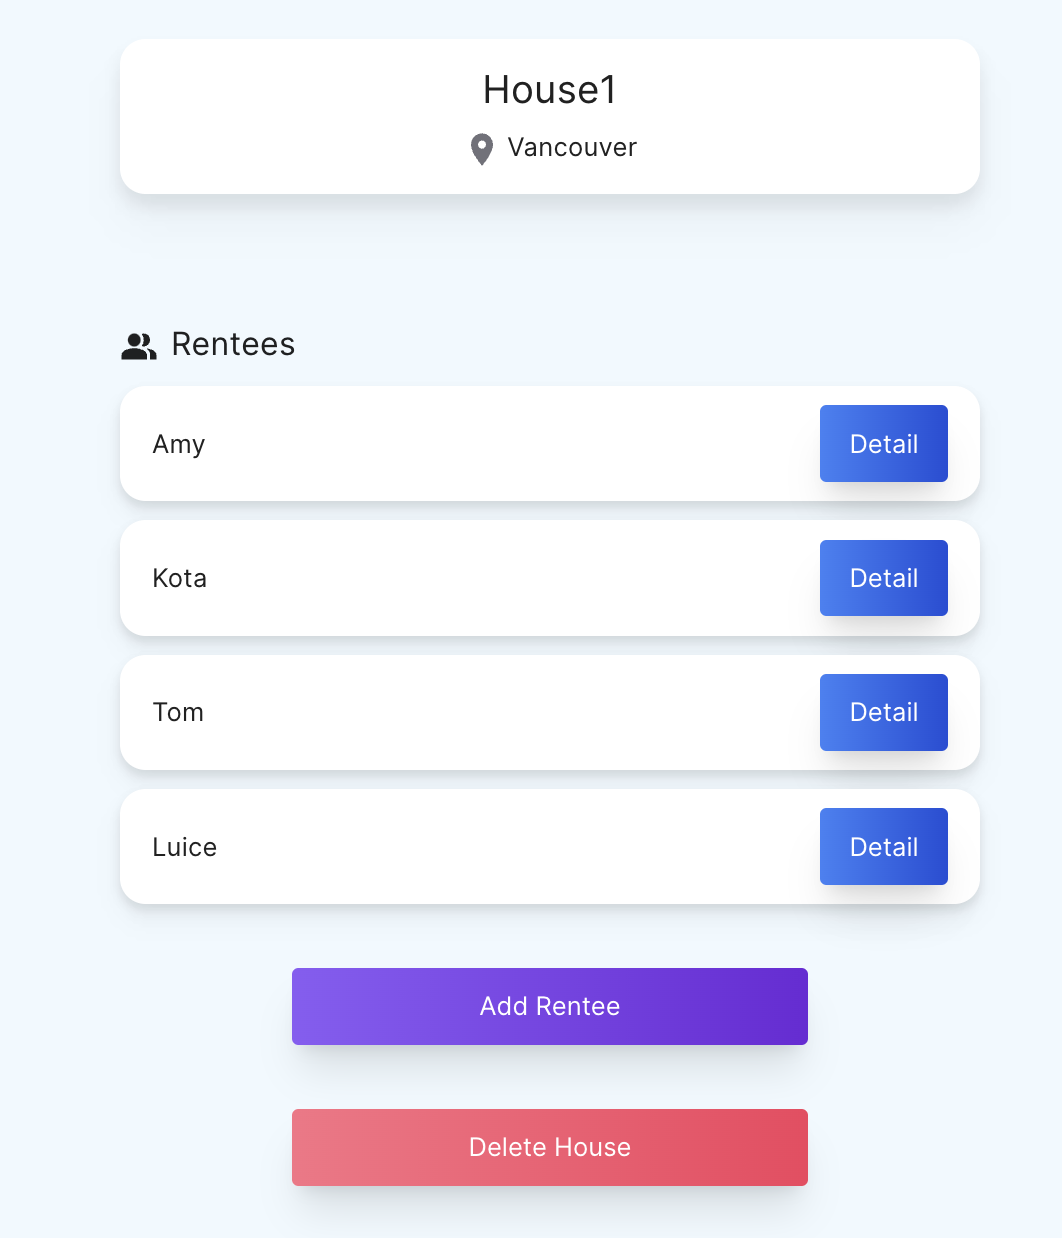 House1
Vancouver
Rentees
Amy
Detail
Kota
Detail
Tom
Detail
Luice
Detail
Add Rentee
Delete House